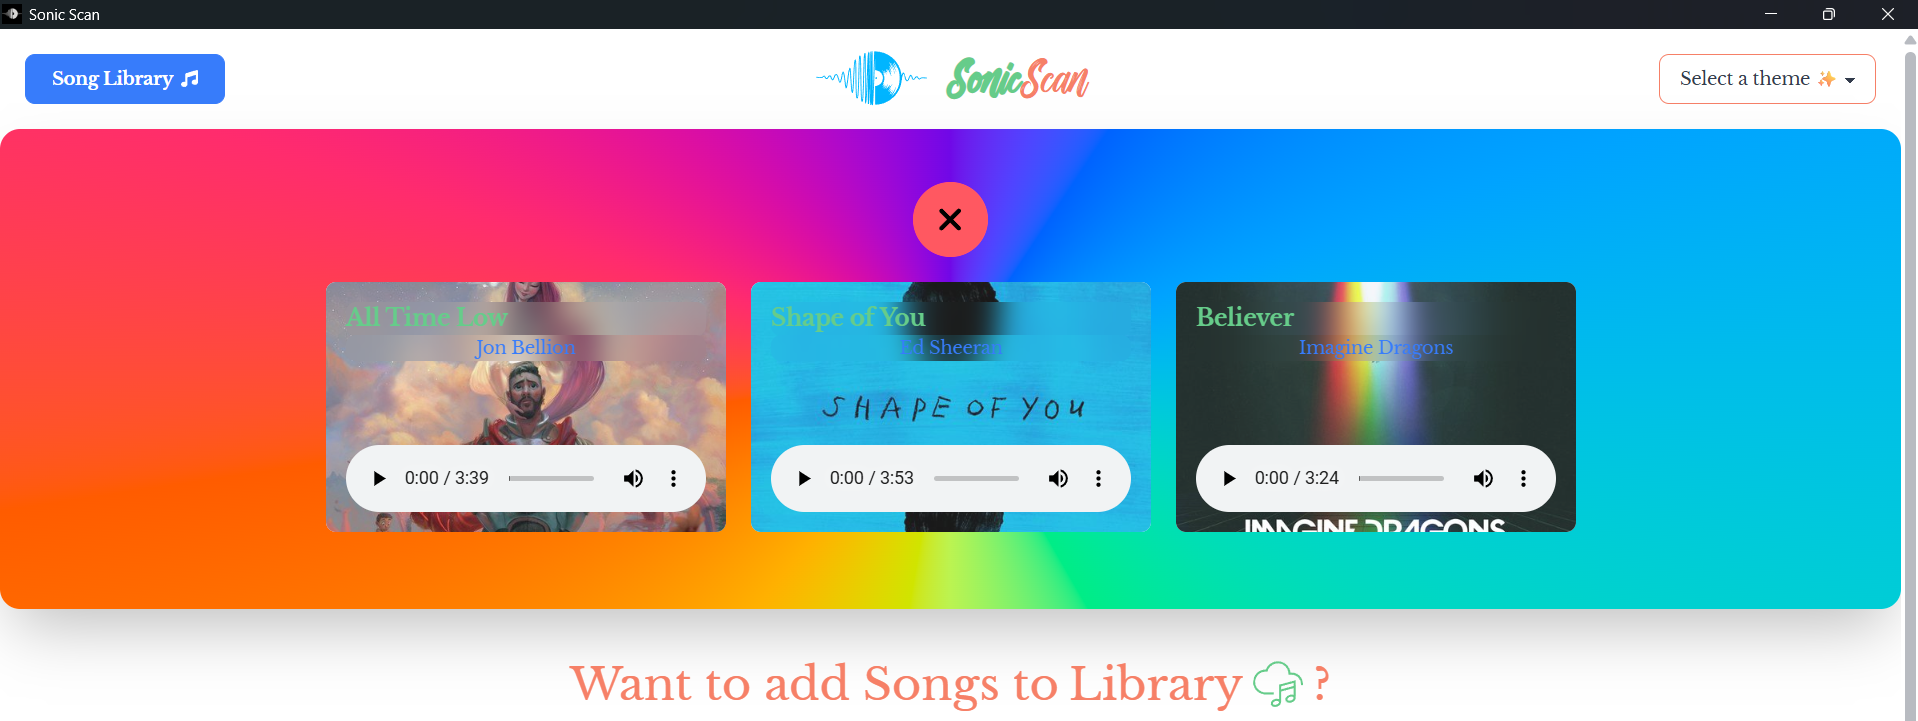 Sonic Scan
Song Library
SonicScan
Select a theme
All Time Low
Jon Bellion
0:00 / 3:39
Shape of You
Ed Sheeran
SHAPE OF YOU
0:00 / 3:53
Believer
Imagine Dragons
0:00 / 3:24
IMAGINE DRAGONS
Want to add Songs to Library ?